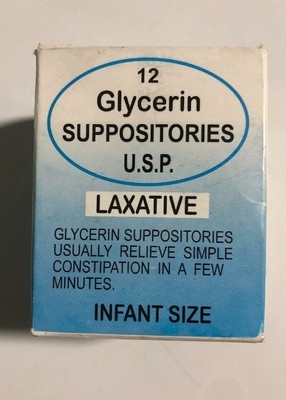 12
Glycerin
SUPPOSITORIES
U.S.P.
LAXATIVE
GLYCERIN SUPPOSITORIES
USUALLY RELIEVE SIMPLE
CONSTIPATION IN A FEW
MINUTES.
INFANT SIZE